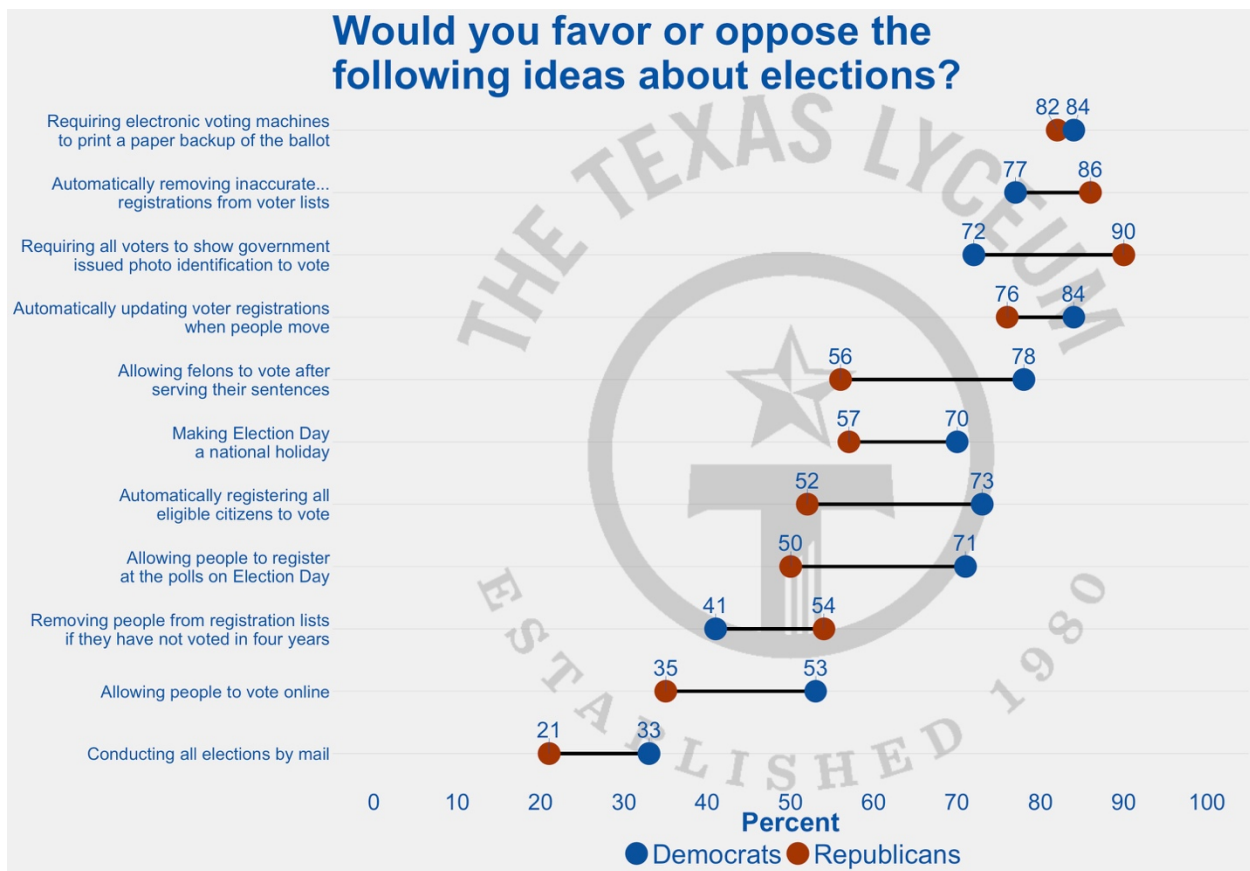 Would you favor or oppose the
following ideas about elections?
THE TEXAS LYCEUM
ESTABLISHED 1980
Requiring electronic voting machines
to print a paper backup of the ballot
82 84
Automatically removing inaccurate...
registrations from voter lists
77 86
Requiring all voters to show government
issued photo identification to vote
72 90
Automatically updating voter registrations
when people move
76 84
Allowing felons to vote after
serving their sentences
56 78
Making Election Day
a national holiday
57 70
Automatically registering all
eligible citizens to vote
52 73
Allowing people to register
at the polls on Election Day
50 71
Removing people from registration lists
if they have not voted in four years
41 54
Allowing people to vote online
35 53
Conducting all elections by mail
21 33
0 10 20 30 40 50 60 70 80 90 100
Percent
Democrats Republicans